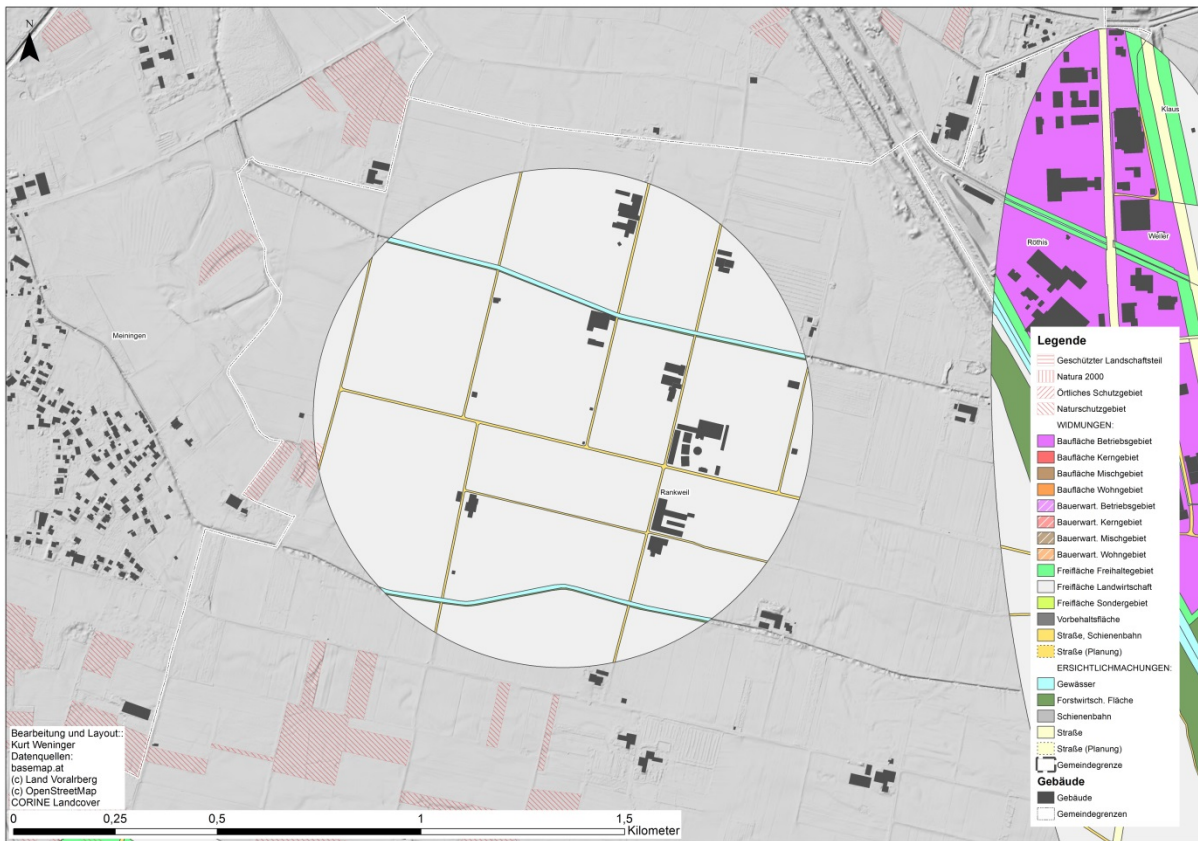 N
Klaus
Weiler
Röthis
Meiningen
Rankweil
Legende
Geschützter Landschaftsteil
Natura 2000
Örtliches Schutzgebiet
Naturschutzgebiet
WIDMUNGEN:
Baufläche Betriebsgebiet
Baufläche Kerngebiet
Baufläche Mischgebiet
Baufläche Wohngebiet
Bauerwart. Betriebsgebiet
Bauerwart. Kerngebiet
Bauerwart. Mischgebiet
Bauerwart. Wohngebiet
Freifläche Freihaltegebiet
Freifläche Landwirtschaft
Freifläche Sondergebiet
Vorbehaltsfläche
Straße, Schienenbahn
Straße (Planung)
ERSICHTLICHMACHUNGEN:
Gewässer
Forstwirtsch. Fläche
Schienenbahn
Straße
Straße (Planung)
Gemeindegrenze
Gebäude
Gebäude
Gemeindegrenzen
Bearbeitung und Layout::
Kurt Weninger
Datenquellen:
basemap.at
(c) Land Voralrberg
(c) OpenStreetMap
CORINE Landcover
0 0,25 0,5 1 1,5
Kilometer